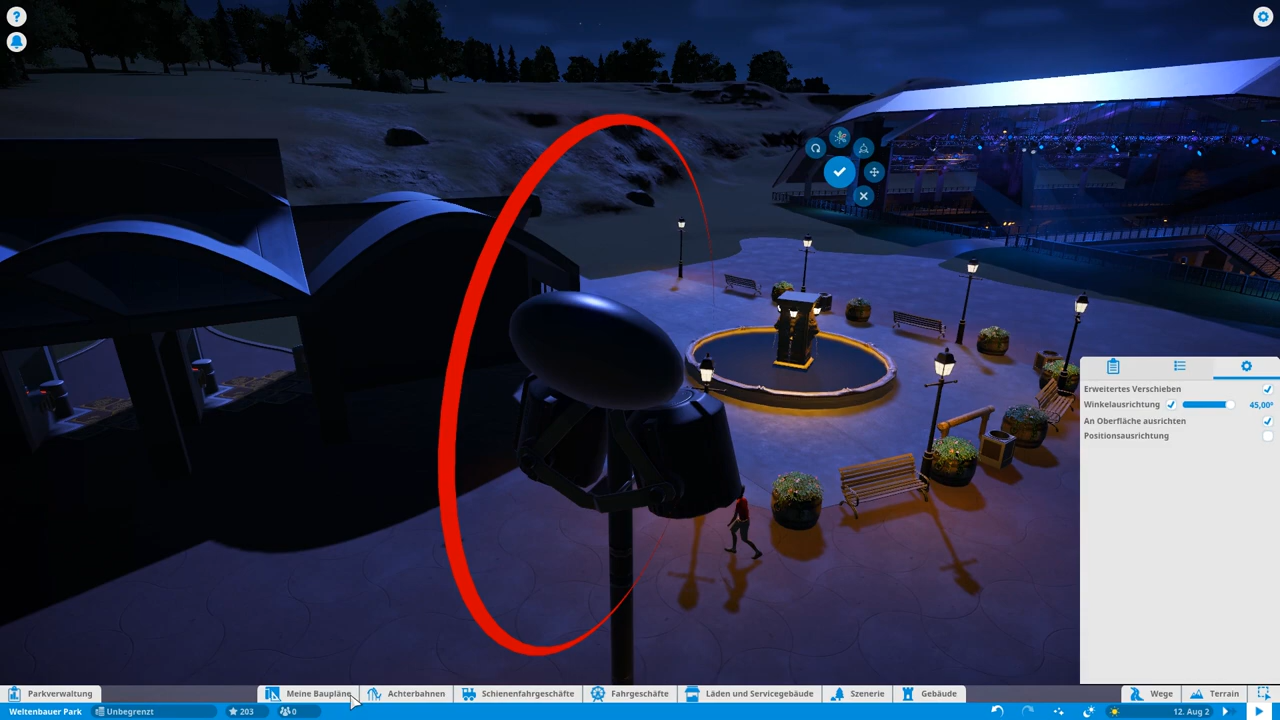 ?
Erweitertes Verschieben
Winkelausrichtung 45,00°
An Oberfläche ausrichten
Positionsausrichtung
Parkverwaltung Meine Baupläne Achterbahnen Schienenfahrgeschäfte Fahrgeschäfte Läden und Servicegebäude Szenerie Gebäude Wege Terrain
Weltenbauer Park Unbegrenzt 203 0 12. Aug 2